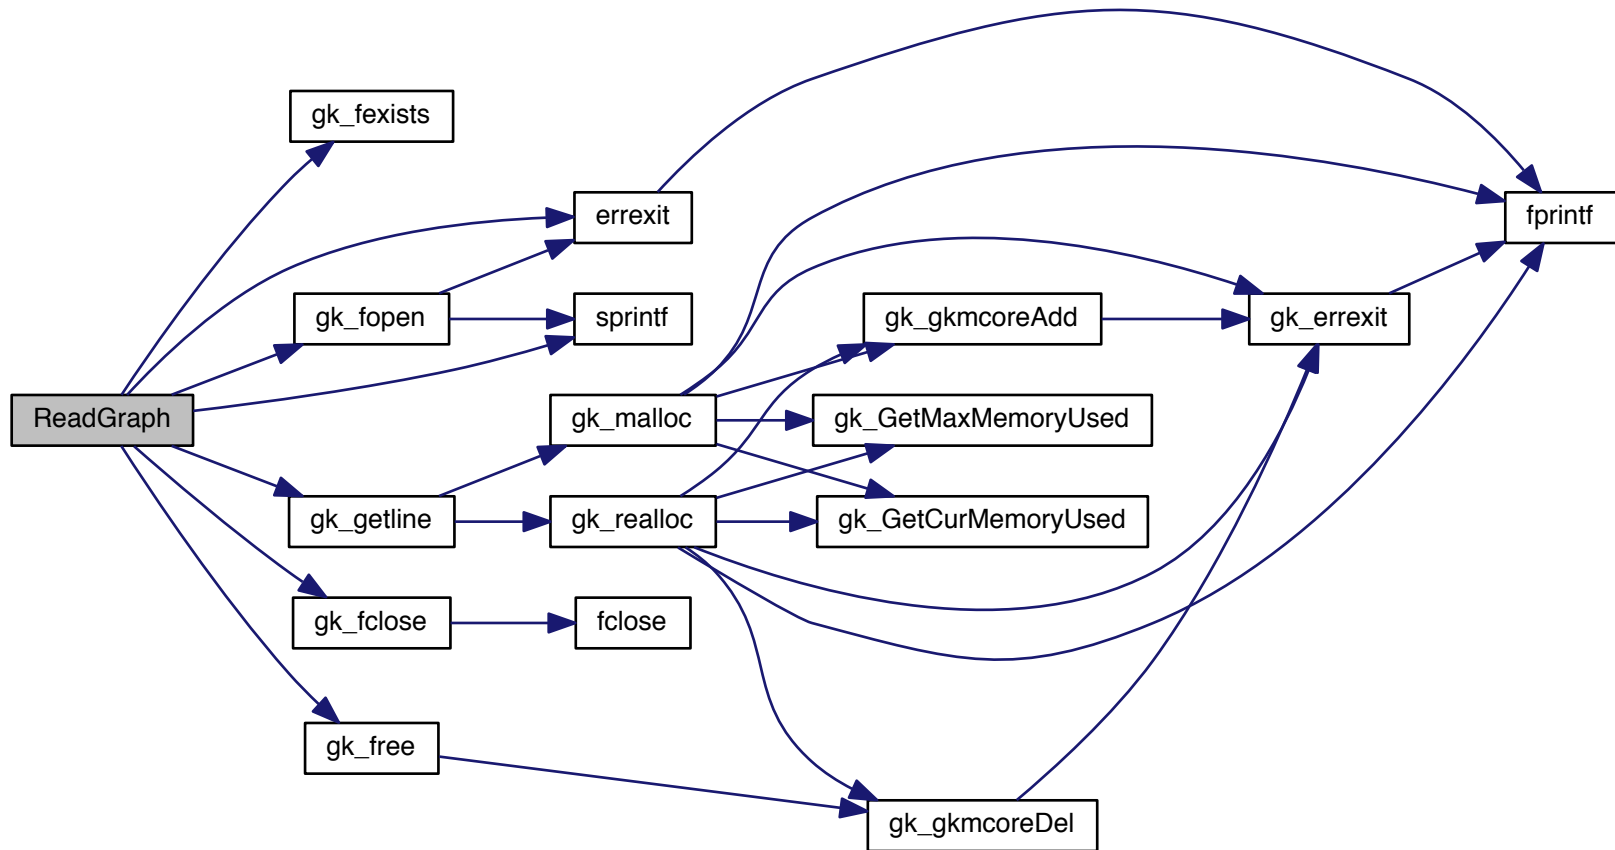 gk_fexists
errexit
fprintf
gk_fopen
sprintf
gk_gkmcoreAdd
gk_errexit
ReadGraph
gk_malloc
gk_GetMaxMemoryUsed
gk_getline
gk_realloc
gk_GetCurMemoryUsed
gk_fclose
fclose
gk_free
gk_gkmcoreDel